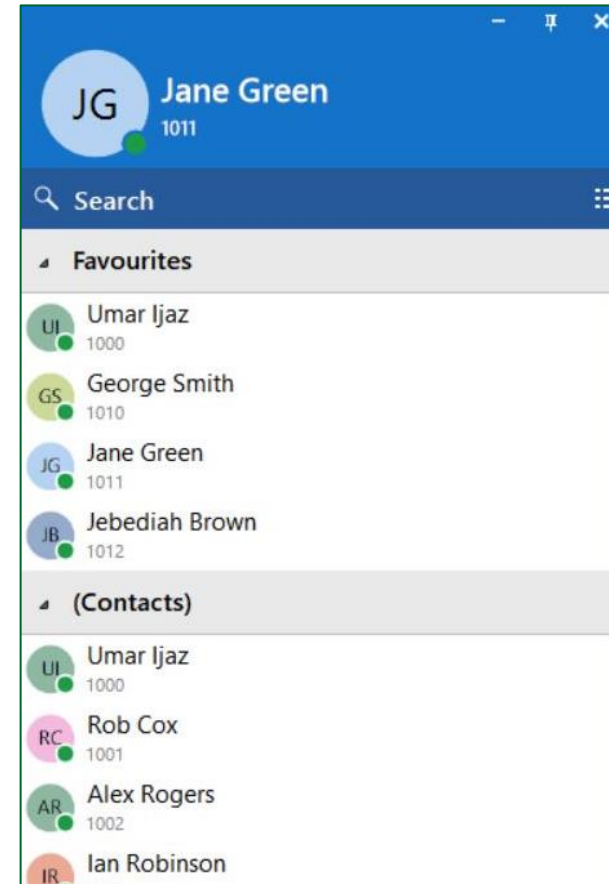 JG
Jane Green
1011
Search
Favourites
UI
Umar Ijaz
1000
GS
George Smith
1010
JG
Jane Green
1011
JB
Jebediah Brown
1012
(Contacts)
UI
Umar Ijaz
1000
RC
Rob Cox
1001
AR
Alex Rogers
1002
IR
Ian Robinson